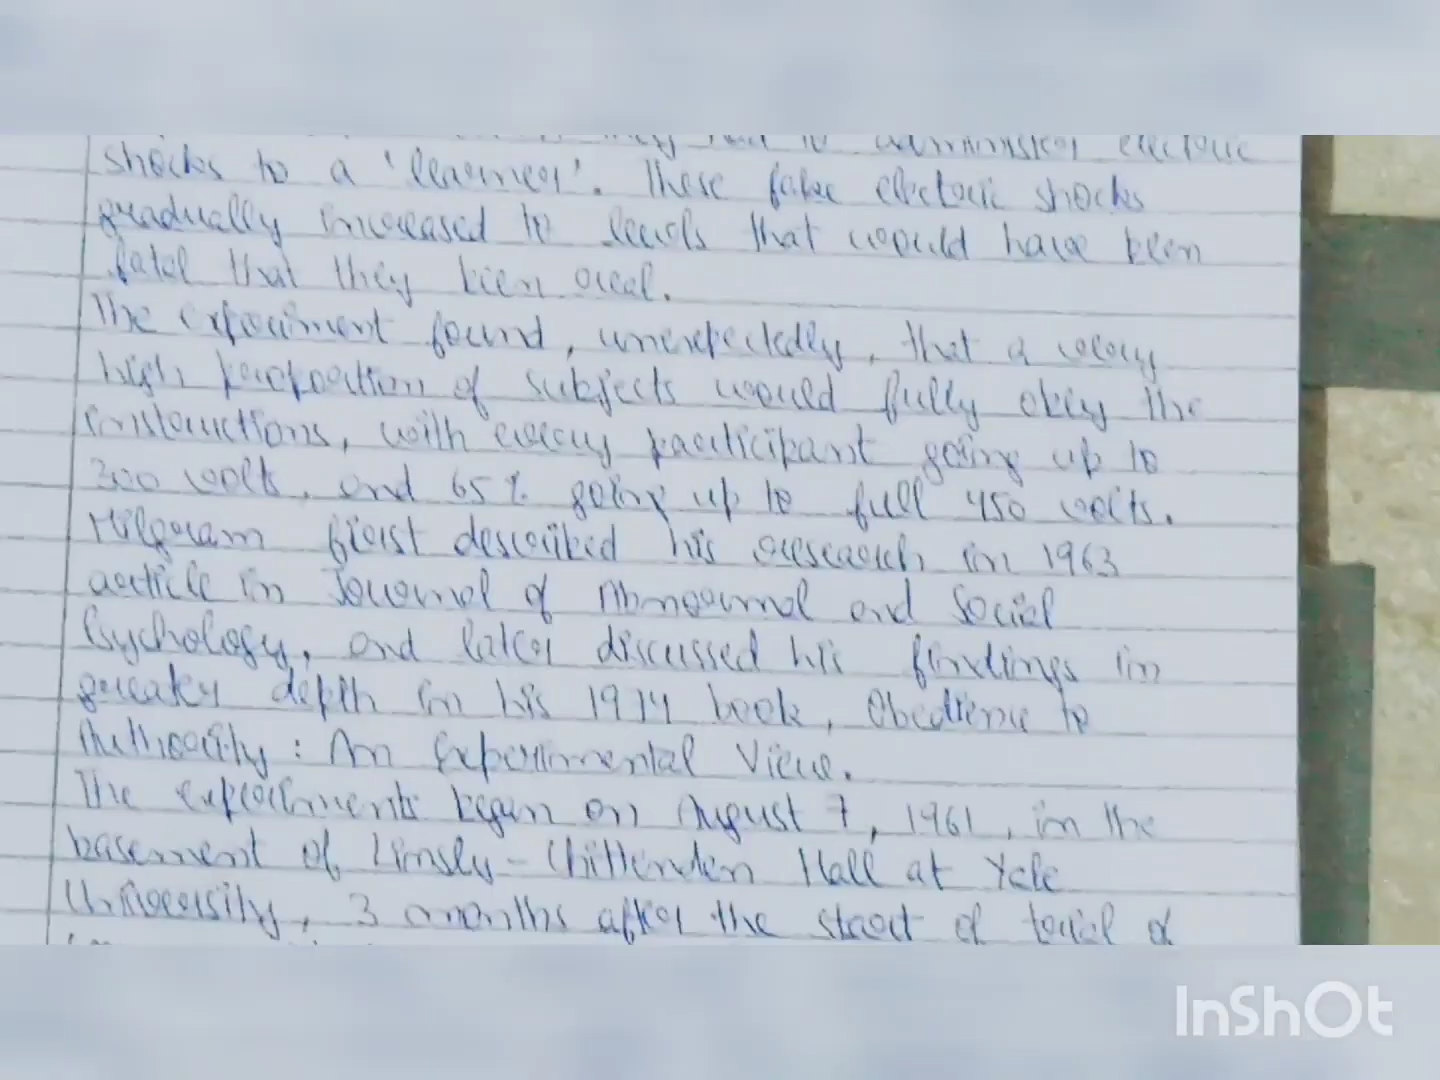 they had to administer electric
shocks to a 'learner'. These fake electric shocks
gradually increased to levels that would have been
fatal that they been real.
The experiment found, unexpectedly, that a very
high proportion of subjects would fully obey the
instructions, with every participant going up to
300 volts, and 65% going up to full 450 volts.
Milgram first described his research in 1963
article in Journal of Abnormal and Social
Psychology, and later discussed his findings in
greater depth in his 1974 book, Obedience to
Authority: An Experimental View.
The experiments began on August 7, 1961, in the
basement of Linsly-Chittenden Hall at Yale
University, 3 months after the start of trial of
InShOt